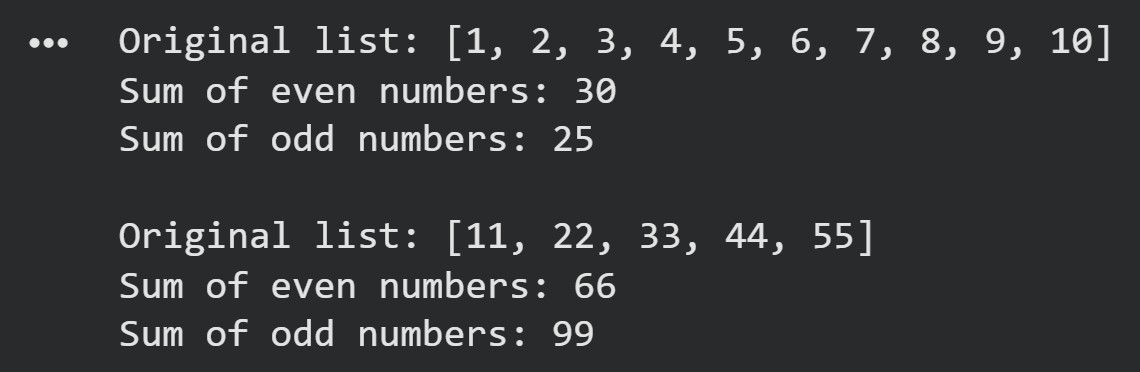 Original list: [1, 2, 3, 4, 5, 6, 7, 8, 9, 10]
Sum of even numbers: 30
Sum of odd numbers: 25
Original list: [11, 22, 33, 44, 55]
Sum of even numbers: 66
Sum of odd numbers: 99